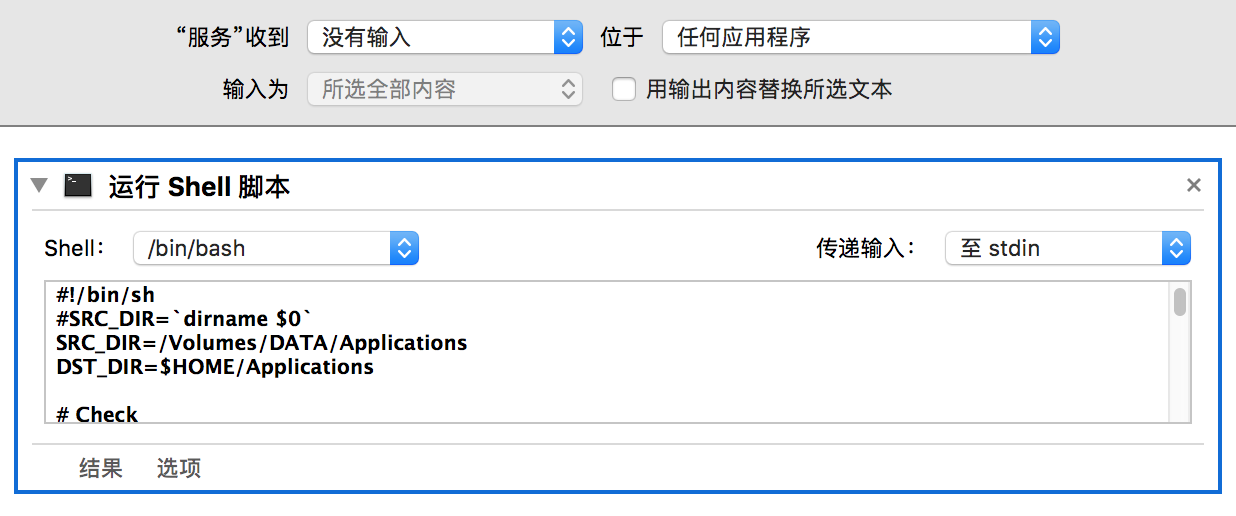 “服务”收到 没有输入 位于 任何应用程序
输入为 所选全部内容 用输出内容替换所选文本
运行 Shell 脚本
Shell： /bin/bash 传递输入： 至 stdin
#!/bin/sh
#SRC_DIR=`dirname $0`
SRC_DIR=/Volumes/DATA/Applications
DST_DIR=$HOME/Applications
# Check
结果 选项